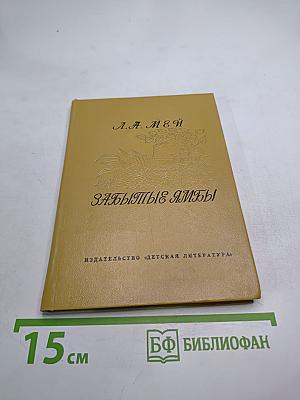 Л. А. МЕЙ
ЗАБЫТЫЕ ЯМБЫ
ИЗДАТЕЛЬСТВО «ДЕТСКАЯ ЛИТЕРАТУРА»
15 см
БФ БИБЛИОФАН